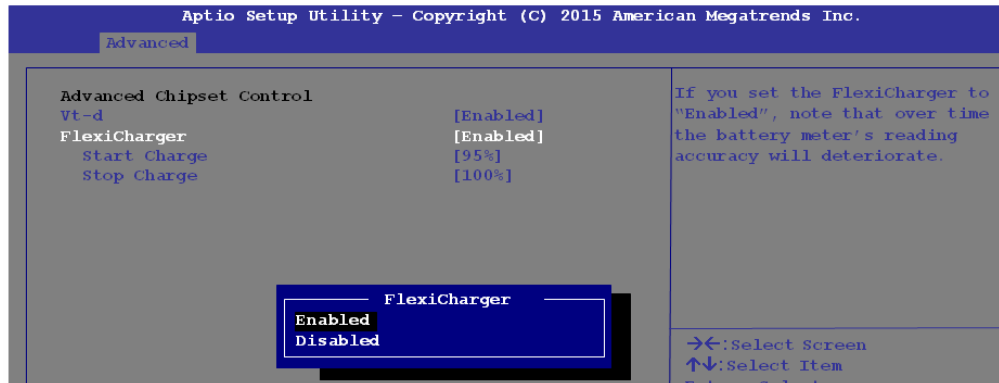 Aptio Setup Utility – Copyright (C) 2015 American Megatrends Inc.
Advanced
Advanced Chipset Control
Vt-d [Enabled]
FlexiCharger [Enabled]
Start Charge [95%]
Stop Charge [100%]
If you set the FlexiCharger to
"Enabled", note that over time
the battery meter's reading
accuracy will deteriorate.
FlexiCharger
Enabled
Disabled
→←:Select Screen
↑↓:Select Item